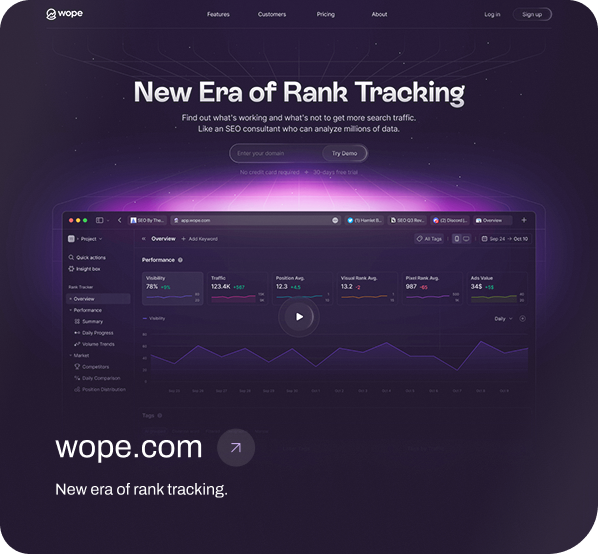 wope
Features
Customers
Pricing
About
Log in
Sign up
New Era of Rank Tracking
Find out what's working and what's not to get more search traffic.
Like an SEO consultant who can analyze millions of data.
Enter your domain
Try Demo
No credit card required + 30-days free trial
SEO By The...
app.wope.com
(1) Hamlet B...
SEO Q3 Rev...
(2) Discord |...
Overview
Project
Overview
+ Add Keyword
All Tags
Sep 24 → Oct 10
Quick actions
Insight box
Rank Tracker
Overview
Performance
Summary
Daily Progress
Volume Trends
Market
Competitors
Daily Comparison
Position Distribution
Performance
Visibility
78%
Traffic
123.4K +567
Position Avg.
12.3 +4.5
Visual Rank Avg.
13.2 -2
Pixel Rank Avg.
987 -65
Ads Value
34$ +5$
Visibility
Daily
Tags
wope.com
New era of rank tracking.